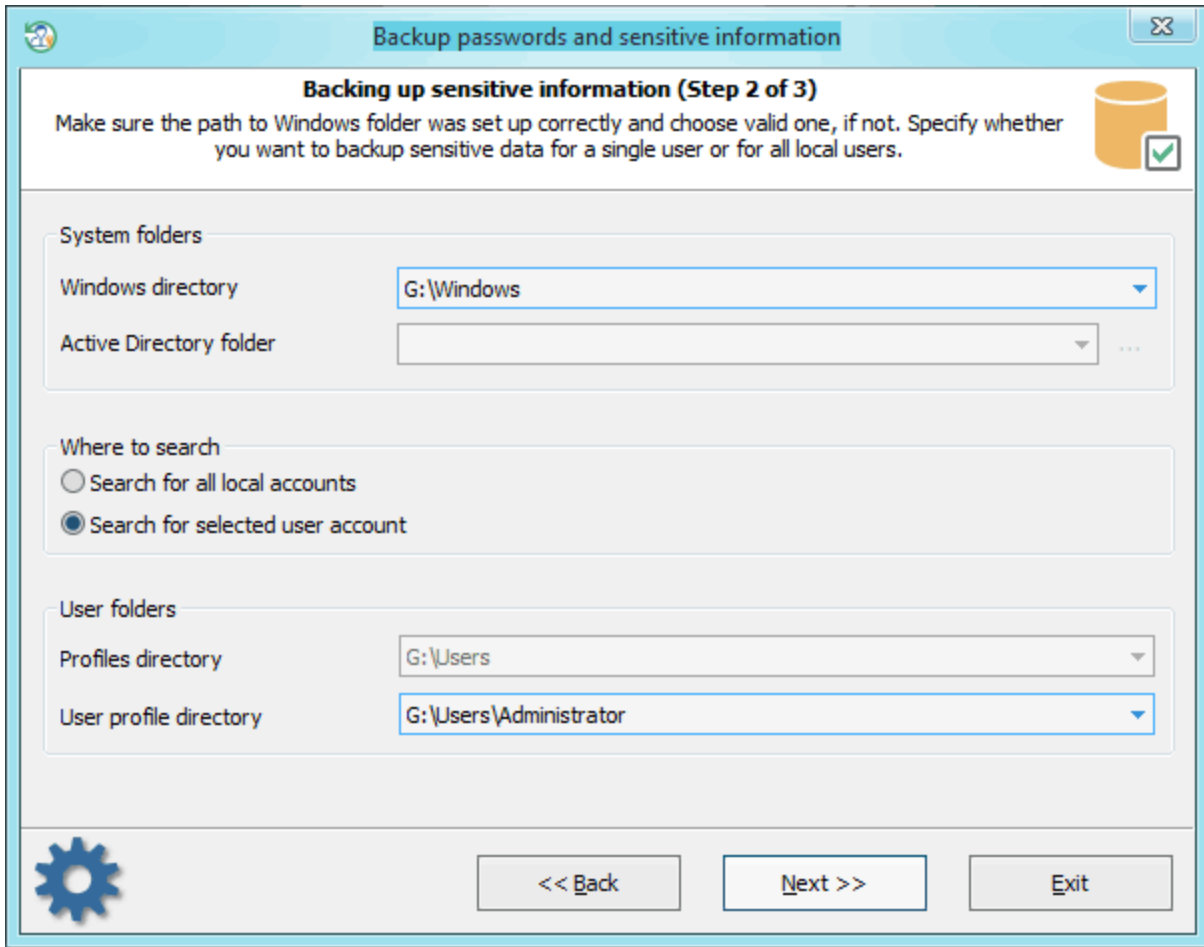 Backup passwords and sensitive information
Backing up sensitive information (Step 2 of 3)
Make sure the path to Windows folder was set up correctly and choose valid one, if not. Specify whether
you want to backup sensitive data for a single user or for all local users.
System folders
Windows directory G:\Windows
Active Directory folder ...
Where to search
Search for all local accounts
Search for selected user account
User folders
Profiles directory G:\Users
User profile directory G:\Users\Administrator
<< Back Next >> Exit